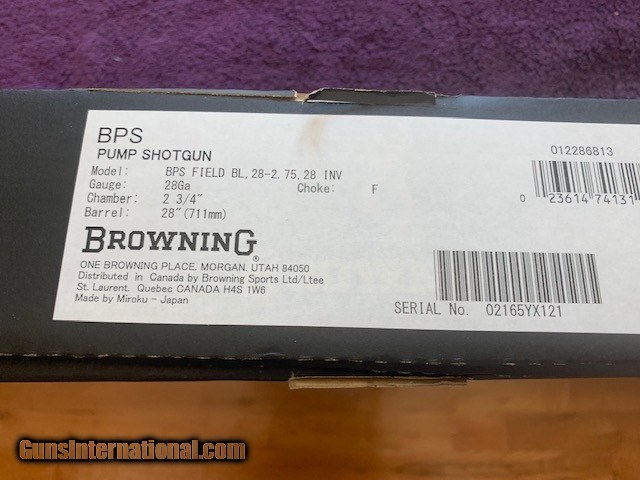 BPS
PUMP SHOTGUN
Model: BPS FIELD BL, 28-2.75, 28 INV
Gauge: 28Ga Choke: F
Chamber: 2 3/4"
Barrel: 28"(711mm)
BROWNING®
ONE BROWNING PLACE. MORGAN. UTAH 84050
Distributed in Canada by Browning Sports Ltd/Ltee
St. Laurent. Quebec CANADA H4S 1W6
Made by Miroku - Japan
012286813
0 23614 74131
SERIAL No. 02165YX121
GunsInternational.com